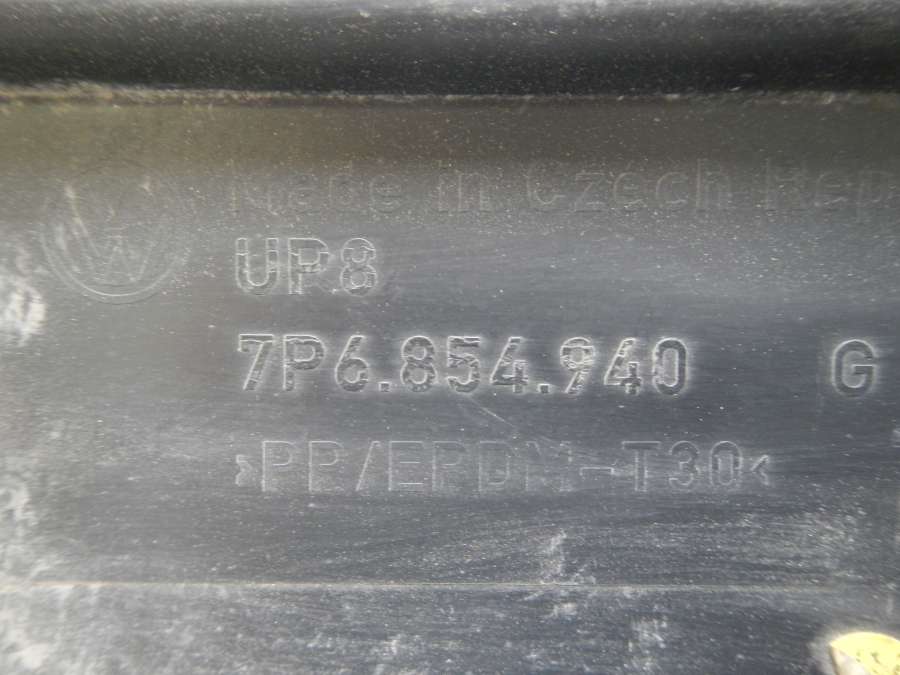 Made in Czech Rep
UP8
7P6.854.940 G
>PP/EPDM-T30<